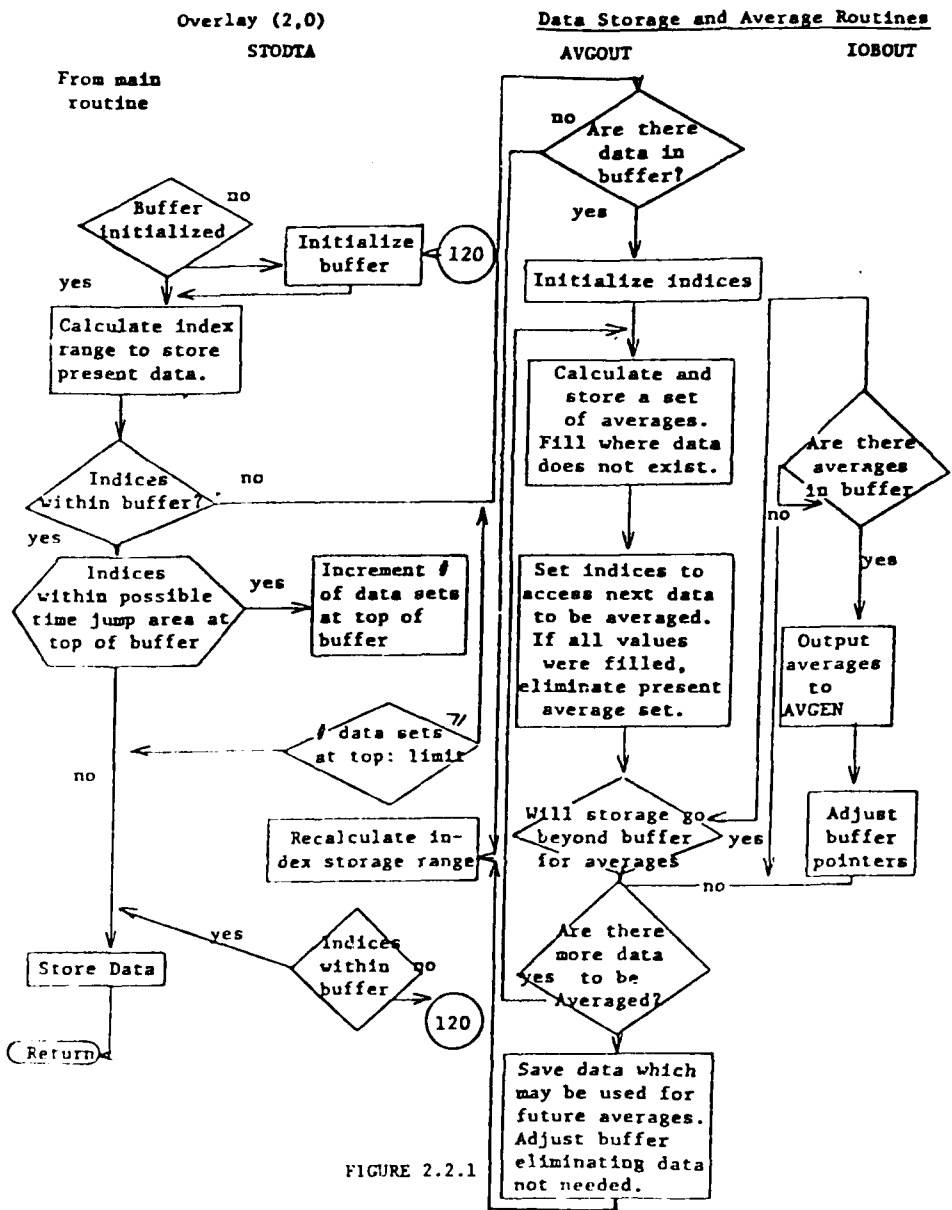 Overlay (2,0)
Data Storage and Average Routines
STODTA
AVGOUT
IOBOUT
From main
routine
Buffer
initialized
no
yes
Initialize
buffer
120
Calculate index
range to store
present data.
Indices
within buffer?
no
yes
Indices
within possible
time jump area at
top of buffer
yes
no
Increment #
of data sets
at top of
buffer
# data sets
at top: limit
≥
Recalculate in-
dex storage range
Indices
within
buffer
yes
no
120
Store Data
Return
Are there
data in
buffer?
no
yes
Initialize indices
Calculate and
store a set
of averages.
Fill where data
does not exist.
Set indices to
access next data
to be averaged.
If all values
were filled,
eliminate present
average set.
Will storage go
beyond buffer
for averages
yes
no
Are there
more data
to be
Averaged?
yes
Save data which
may be used for
future averages.
Adjust buffer
eliminating data
not needed.
Are there
averages
in buffer
no
yes
Output
averages
to
AVGEN
Adjust
buffer
pointers
FIGURE 2.2.1